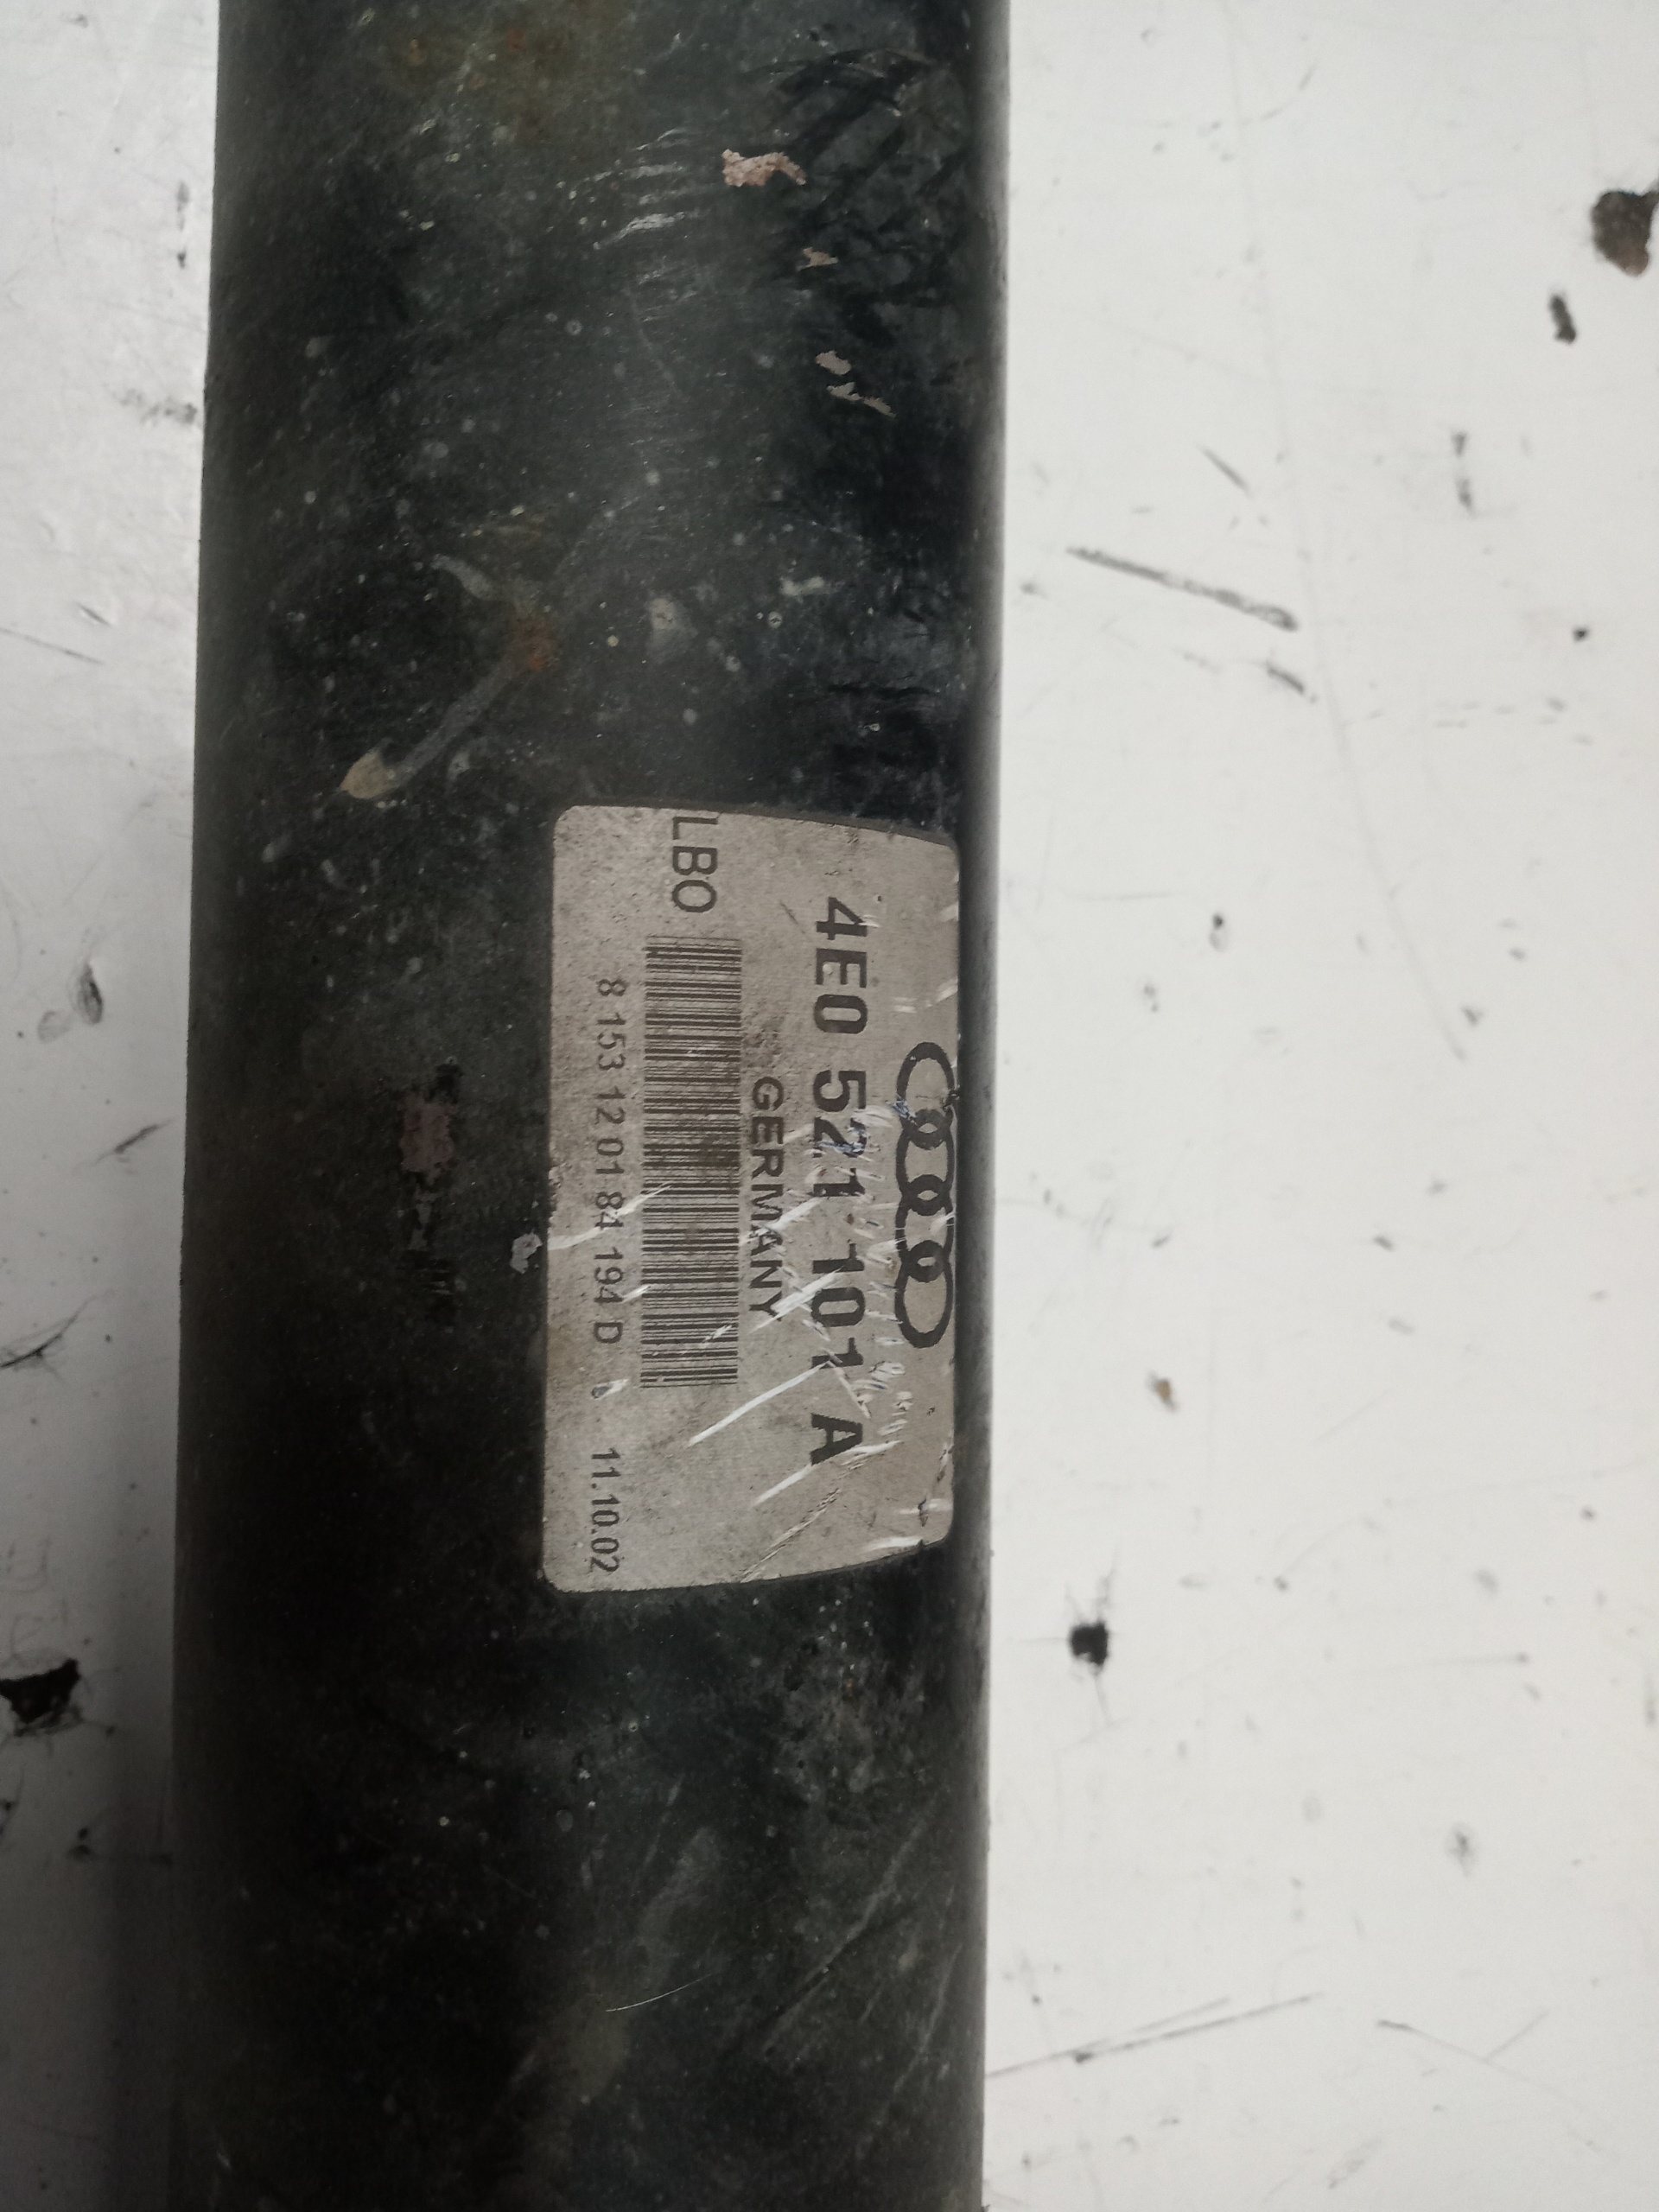 4E0 521 101 A
GERMANY
LBO
8 153 12 01 84 194 D
11.10.02